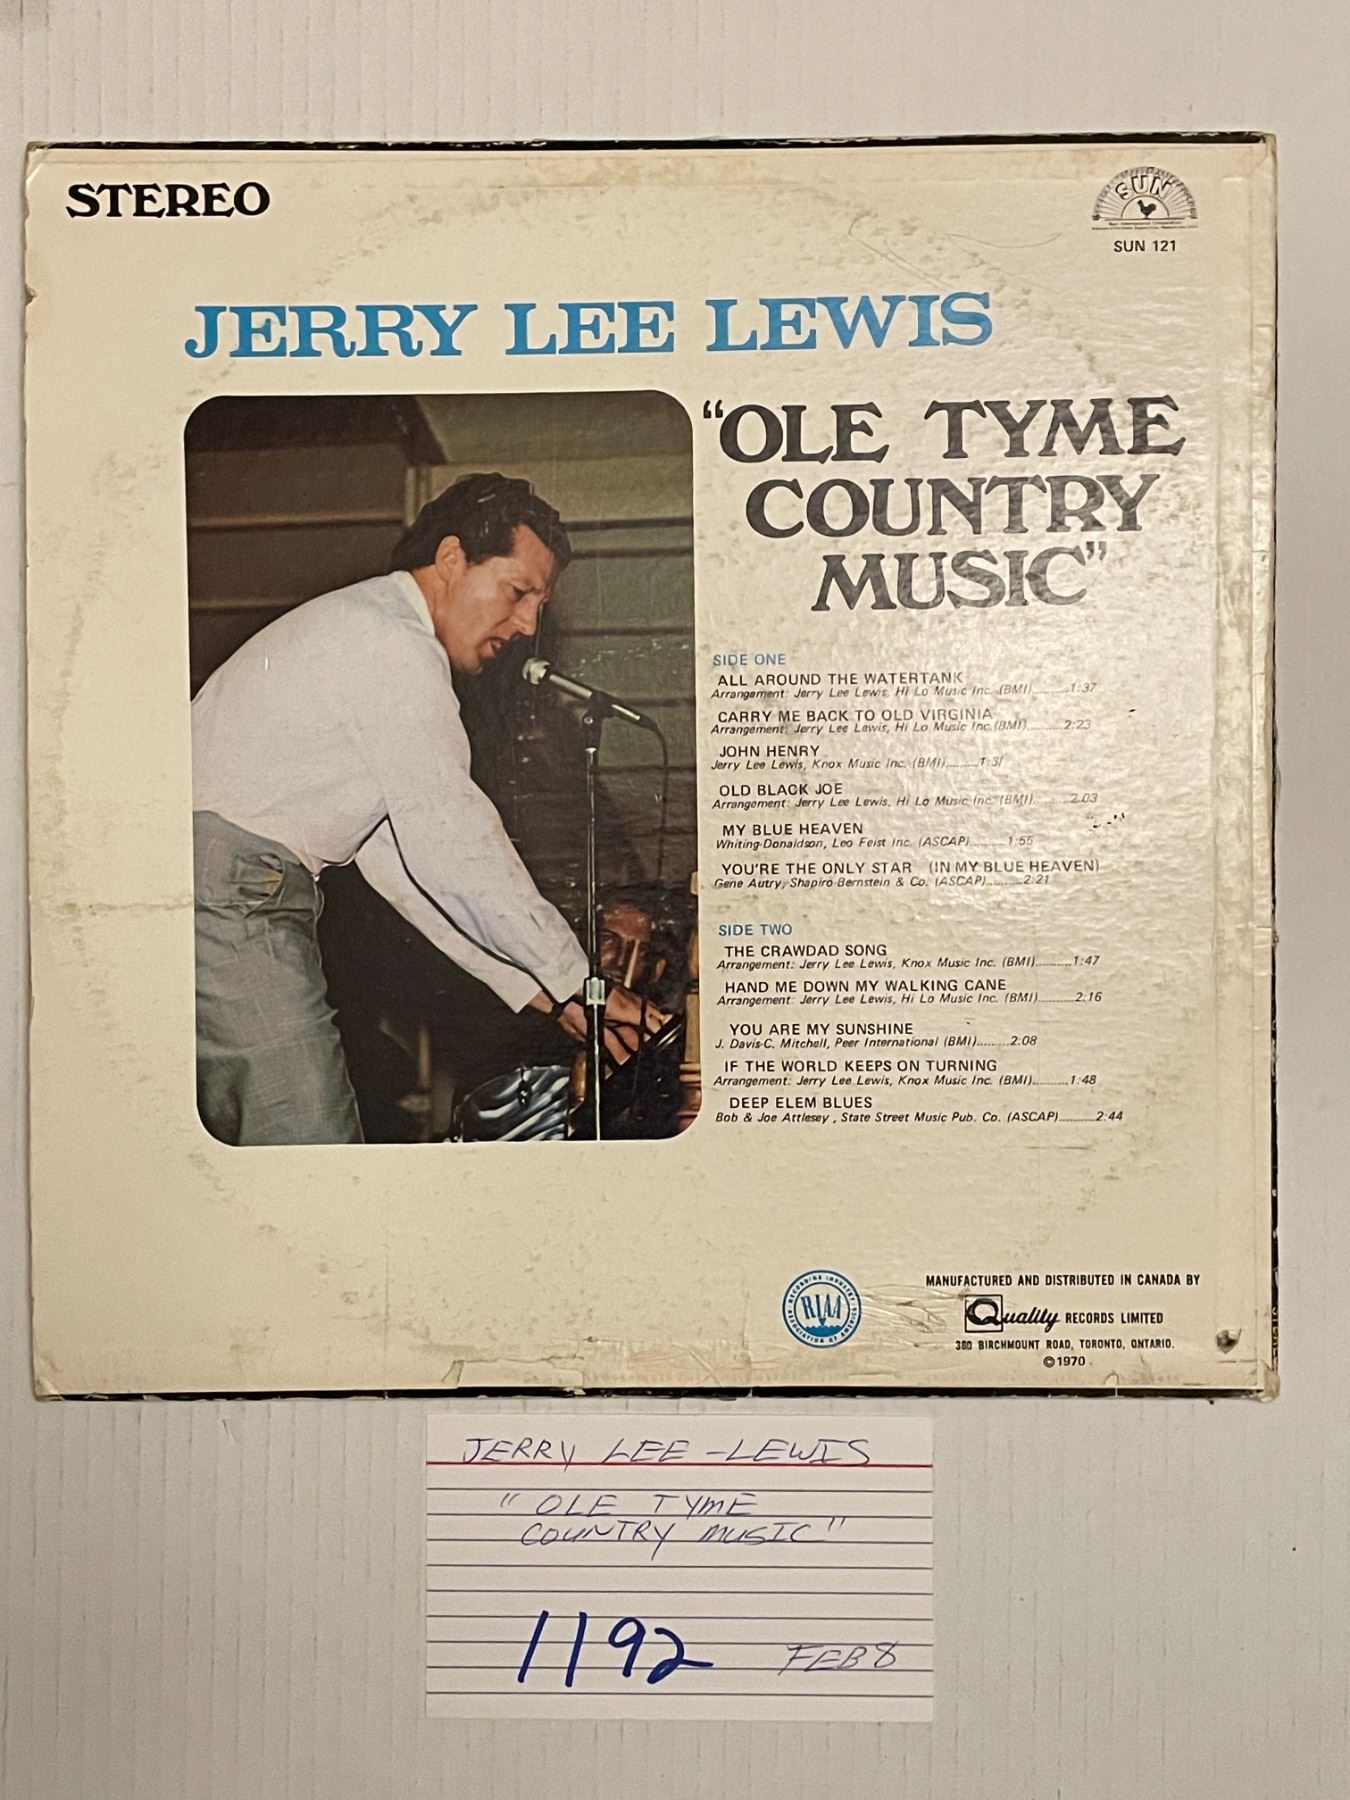 STEREO
SUN
SUN 121
JERRY LEE LEWIS
"OLE TYME
COUNTRY
MUSIC"
SIDE ONE
ALL AROUND THE WATERTANK
Arrangement: Jerry Lee Lewis, Hi Lo Music Inc. (BMI)..........1:37
CARRY ME BACK TO OLD VIRGINIA
Arrangement: Jerry Lee Lewis, Hi Lo Music Inc. (BMI)..........2:23
JOHN HENRY
Jerry Lee Lewis, Knox Music Inc. (BMI)..........1:31
OLD BLACK JOE
Arrangement: Jerry Lee Lewis, Hi Lo Music Inc. (BMI)..........2:03
MY BLUE HEAVEN
Whiting-Donaldson, Leo Feist Inc. (ASCAP)..........1:55
YOU'RE THE ONLY STAR (IN MY BLUE HEAVEN)
Gene Autry, Shapiro-Bernstein & Co. (ASCAP)..........2:21
SIDE TWO
THE CRAWDAD SONG
Arrangement: Jerry Lee Lewis, Knox Music Inc. (BMI)..........1:47
HAND ME DOWN MY WALKING CANE
Arrangement: Jerry Lee Lewis, Hi Lo Music Inc. (BMI)..........2:16
YOU ARE MY SUNSHINE
J. Davis-C. Mitchell, Peer International (BMI)..........2:08
IF THE WORLD KEEPS ON TURNING
Arrangement: Jerry Lee Lewis, Knox Music Inc. (BMI)..........1:48
DEEP ELEM BLUES
Bob & Joe Attlesey , State Street Music Pub. Co. (ASCAP)..........2:44
RECORDING INDUSTRY
RIAA
ASSOCIATION OF AMERICA
MANUFACTURED AND DISTRIBUTED IN CANADA BY
Quality RECORDS LIMITED
380 BIRCHMOUNT ROAD, TORONTO, ONTARIO.
©1970
JERRY LEE-LEWIS
"OLE TYME
COUNTRY MUSIC"
1192 FEB 8